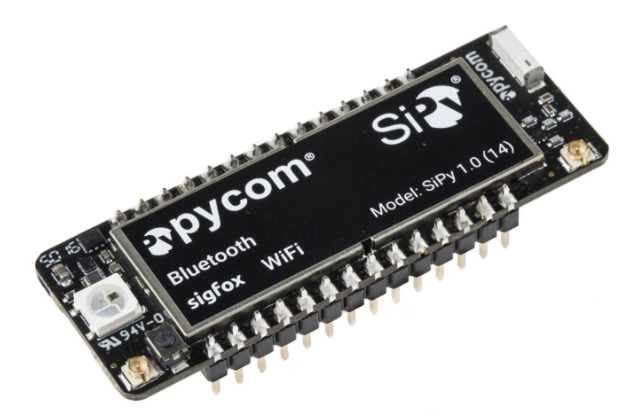 pycom
SiPy®
pycom®
Model: SiPy 1.0 (14)
Bluetooth
sigfox WiFi
94V-0